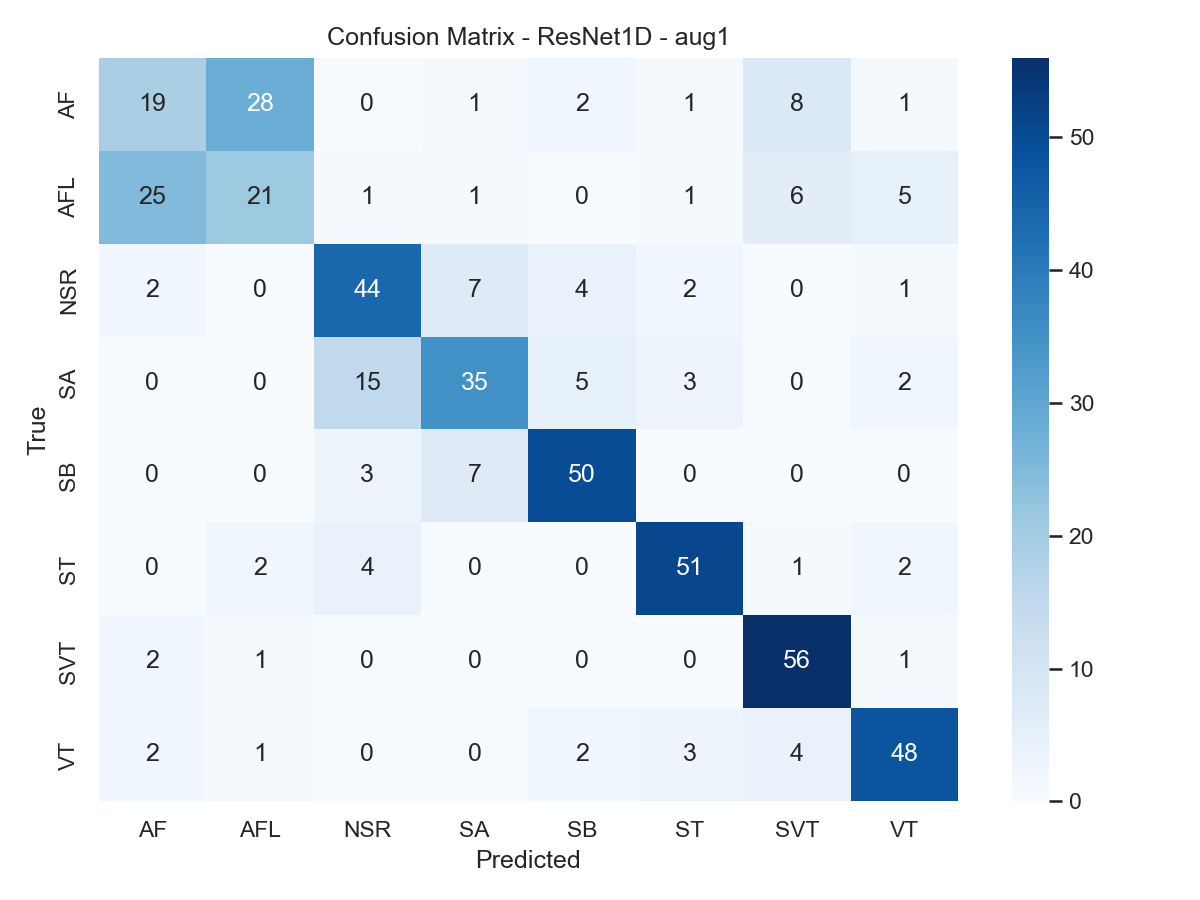 Confusion Matrix - ResNet1D - aug1
AF 19 28 0 1 2 1 8 1
AFL 25 21 1 1 0 1 6 5
NSR 2 0 44 7 4 2 0 1
SA 0 0 15 35 5 3 0 2
SB 0 0 3 7 50 0 0 0
ST 0 2 4 0 0 51 1 2
SVT 2 1 0 0 0 0 56 1
VT 2 1 0 0 2 3 4 48
AF AFL NSR SA SB ST SVT VT
Predicted
True
50
40
30
20
10
0